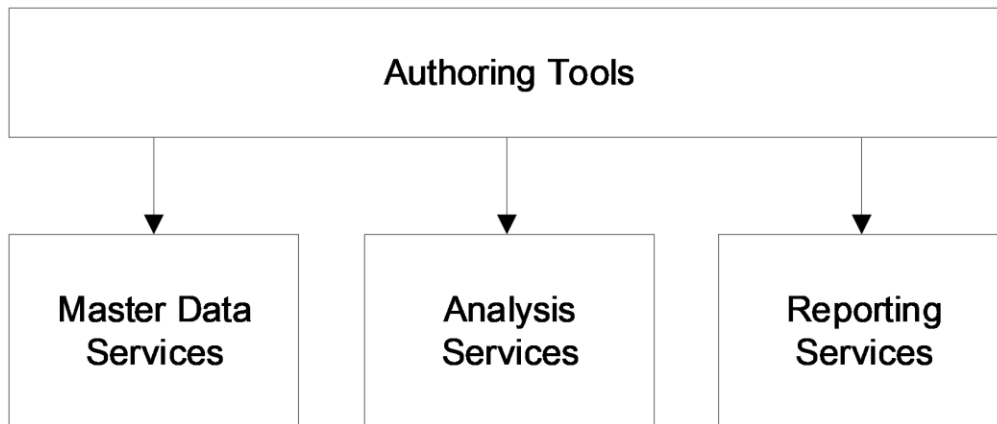 Authoring Tools
Master Data
Services
Analysis
Services
Reporting
Services